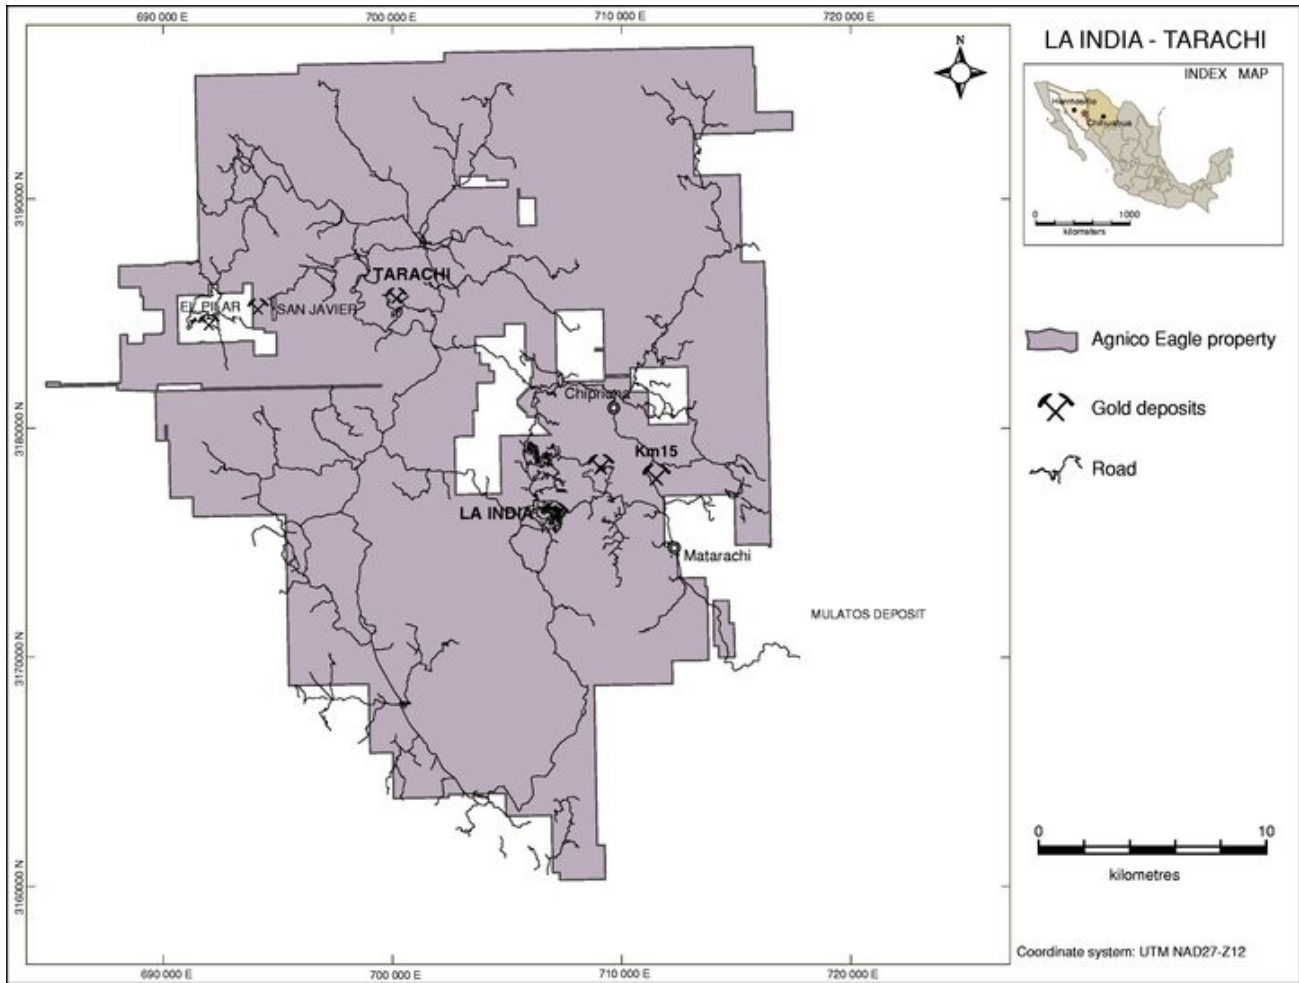 690 000 E
700 000 E
710 000 E
720 000 E
LA INDIA - TARACHI
INDEX MAP
Hermosillo
Chihuahua
0
1000
kilometers
N
3190000 N
3180000 N
3170000 N
3160000 N
TARACHI
EL PILAR
SAN JAVIER
Chipriona
Km15
LA INDIA
Matarachi
MULATOS DEPOSIT
Agnico Eagle property
Gold deposits
Road
0
10
kilometres
Coordinate system: UTM NAD27-Z12
690 000 E
700 000 E
710 000 E
720 000 E